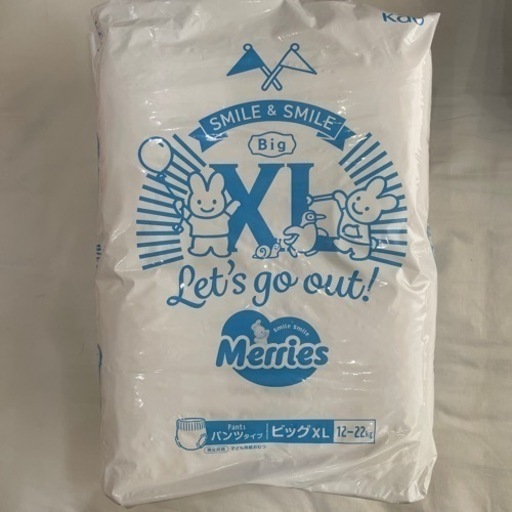 Kao
SMILE & SMILE
Big
XL
Let's go out!
smile smile
Merries
Pants
パンツタイプ
ビッグXL
12-22kg